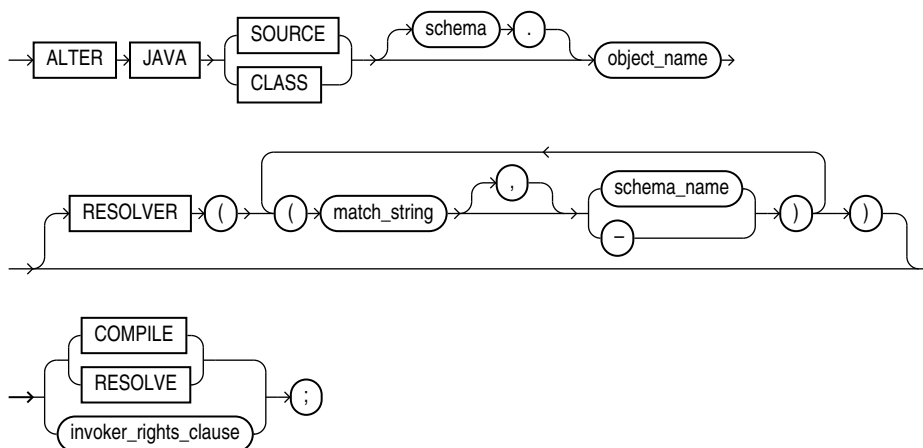 SOURCE schema .
ALTER JAVA object_name
CLASS
, schema_name
RESOLVER ( ( match_string ) )
–
COMPILE
RESOLVE ;
invoker_rights_clause